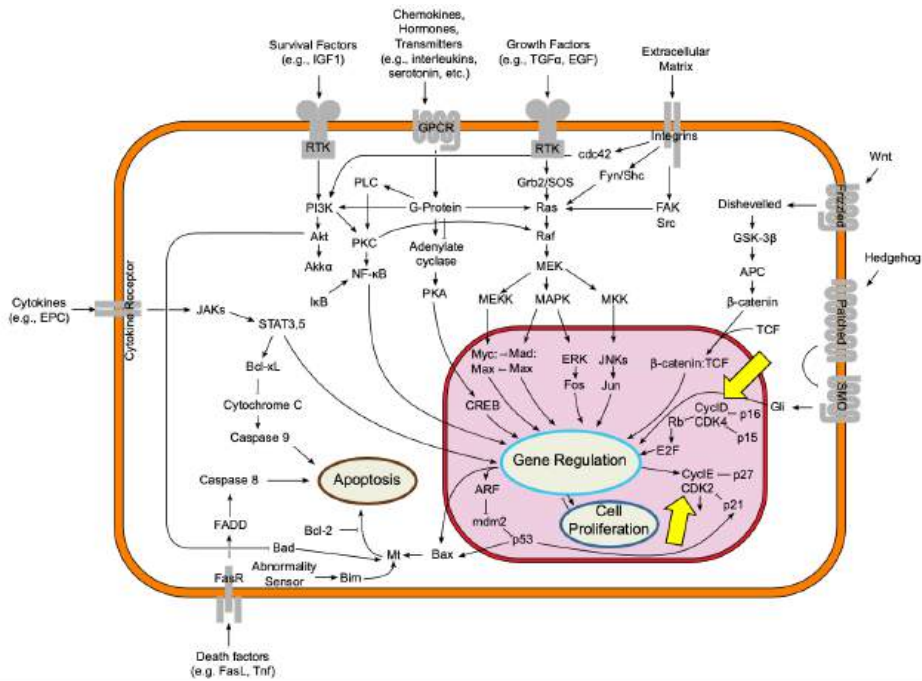 Chemokines,
Hormones,
Transmitters
(e.g., interleukins,
serotonin, etc.)
Survival Factors
(e.g., IGF1)
Growth Factors
(e.g., TGFα, EGF)
Extracellular
Matrix
GPCR
RTK
RTK
Integrins
cdc42
Grb2/SOS
Fyn/Shc
Wnt
Frizzled
PLC
PI3K
G-Protein
Ras
FAK
Src
Dishevelled
Akt
PKC
Adenylate
cyclase
Raf
GSK-3β
Akkα
NF-κB
MEK
APC
Hedgehog
IκB
PKA
MEKK
MAPK
MKK
β-catenin
Patched
Cytokines
(e.g., EPC)
Cytokine Receptor
JAKs
STAT3,5
TCF
Myc:
Max
Mad:
Max
ERK
JNKs
β-catenin:TCF
Bcl-xL
Fos
Jun
SMO
Gli
Cytochrome C
CREB
CyclD
CDK4
p16
p15
Rb
Caspase 9
E2F
Gene Regulation
Caspase 8
Apoptosis
ARF
CyclE
CDK2
p27
p21
FADD
Bcl-2
mdm2
Cell
Proliferation
p53
Bad
Mt
Bax
FasR
Abnormality
Sensor
Bim
Death factors
(e.g. FasL, Tnf)